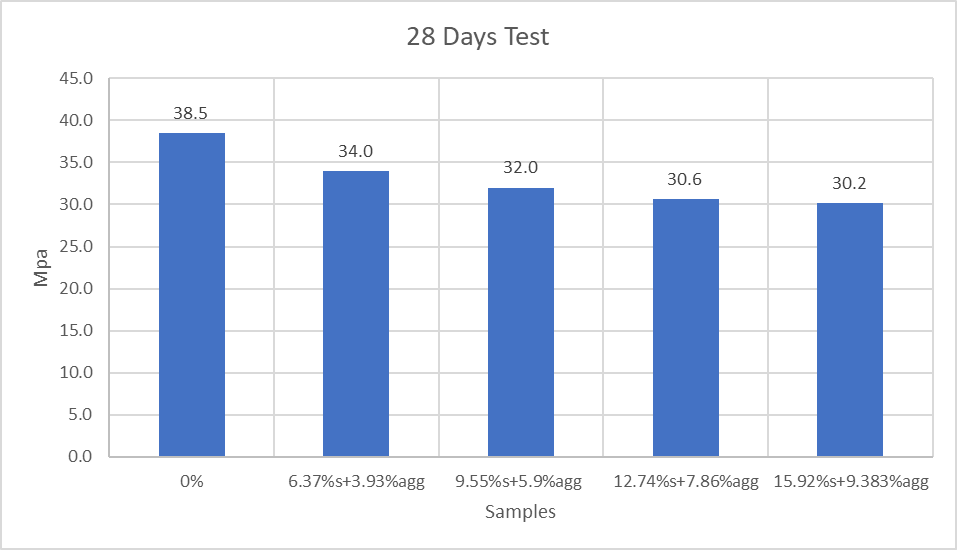 28 Days Test
45.0
40.0
35.0
30.0
25.0
20.0
15.0
10.0
5.0
0.0
Mpa
38.5
34.0
32.0
30.6
30.2
0%
6.37%s+3.93%agg
9.55%s+5.9%agg
12.74%s+7.86%agg
15.92%s+9.383%agg
Samples